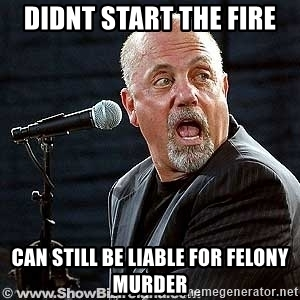 DIDNT START THE FIRE
CAN STILL BE LIABLE FOR FELONY
MURDER
memegenerator.net